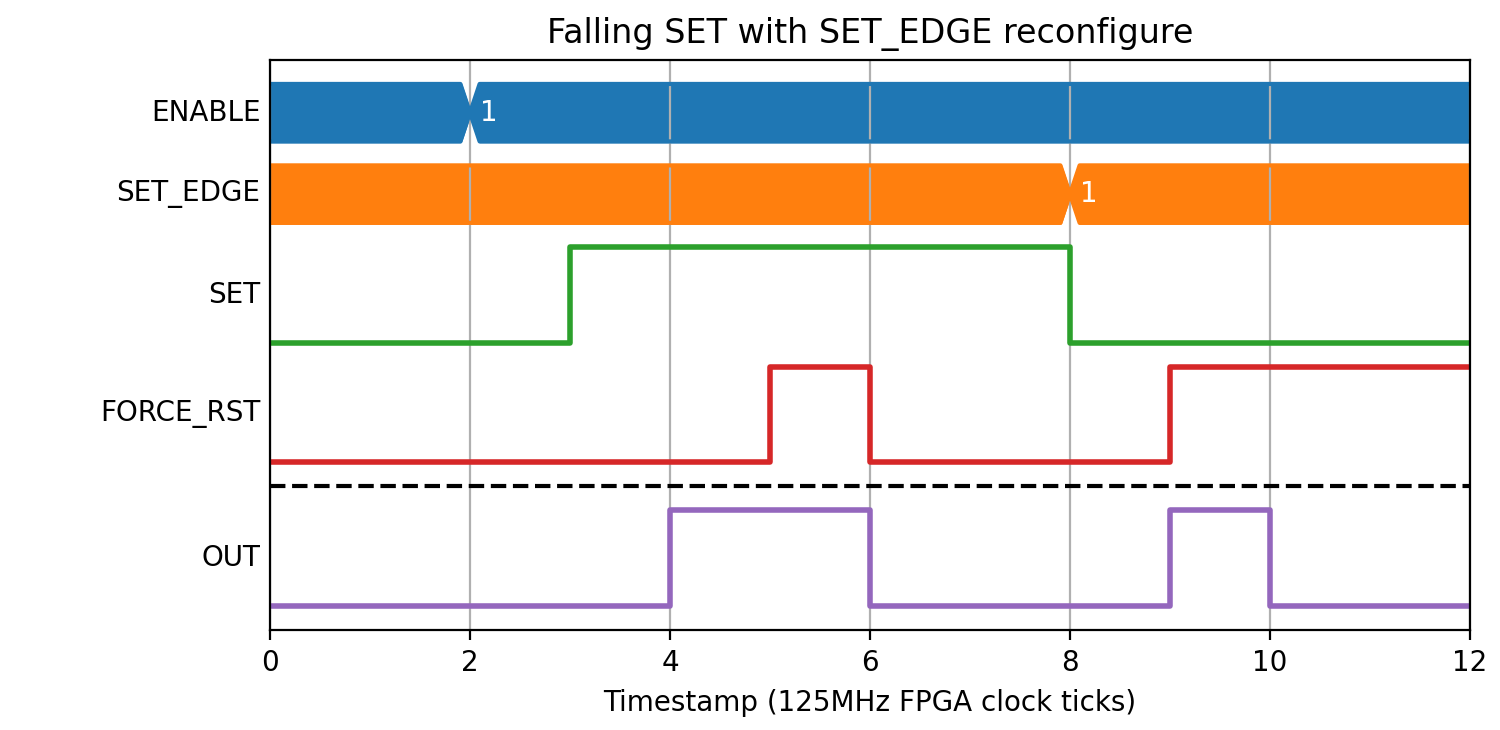 Falling SET with SET_EDGE reconfigure
ENABLE 1
SET_EDGE 1
SET
FORCE_RST
OUT
0 2 4 6 8 10 12
Timestamp (125MHz FPGA clock ticks)